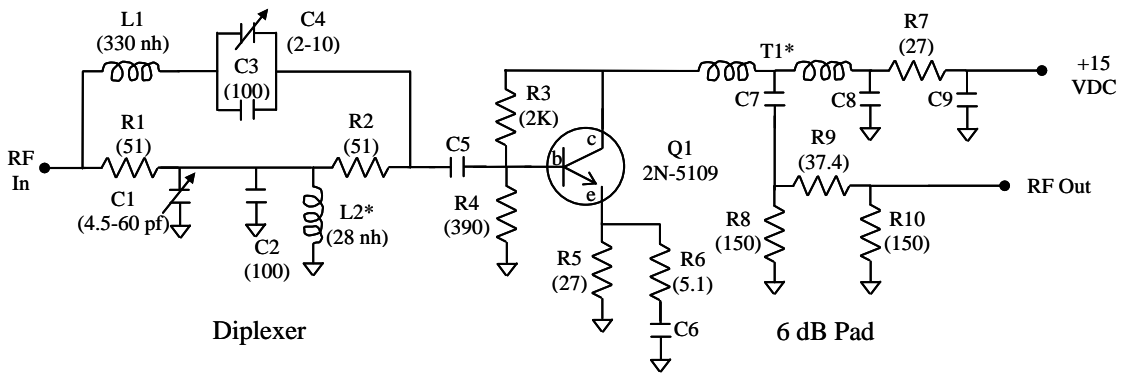 L1
(330 nh)
C4
(2-10)
C3
(100)
R1
(51)
R2
(51)
RF
In
C1
(4.5-60 pf)
C2
(100)
L2*
(28 nh)
Diplexer
C5
R3
(2K)
R4
(390)
b
c
e
Q1
2N-5109
R5
(27)
R6
(5.1)
C6
T1*
C7
C8
R7
(27)
C9
+15
VDC
R9
(37.4)
RF Out
R8
(150)
R10
(150)
6 dB Pad